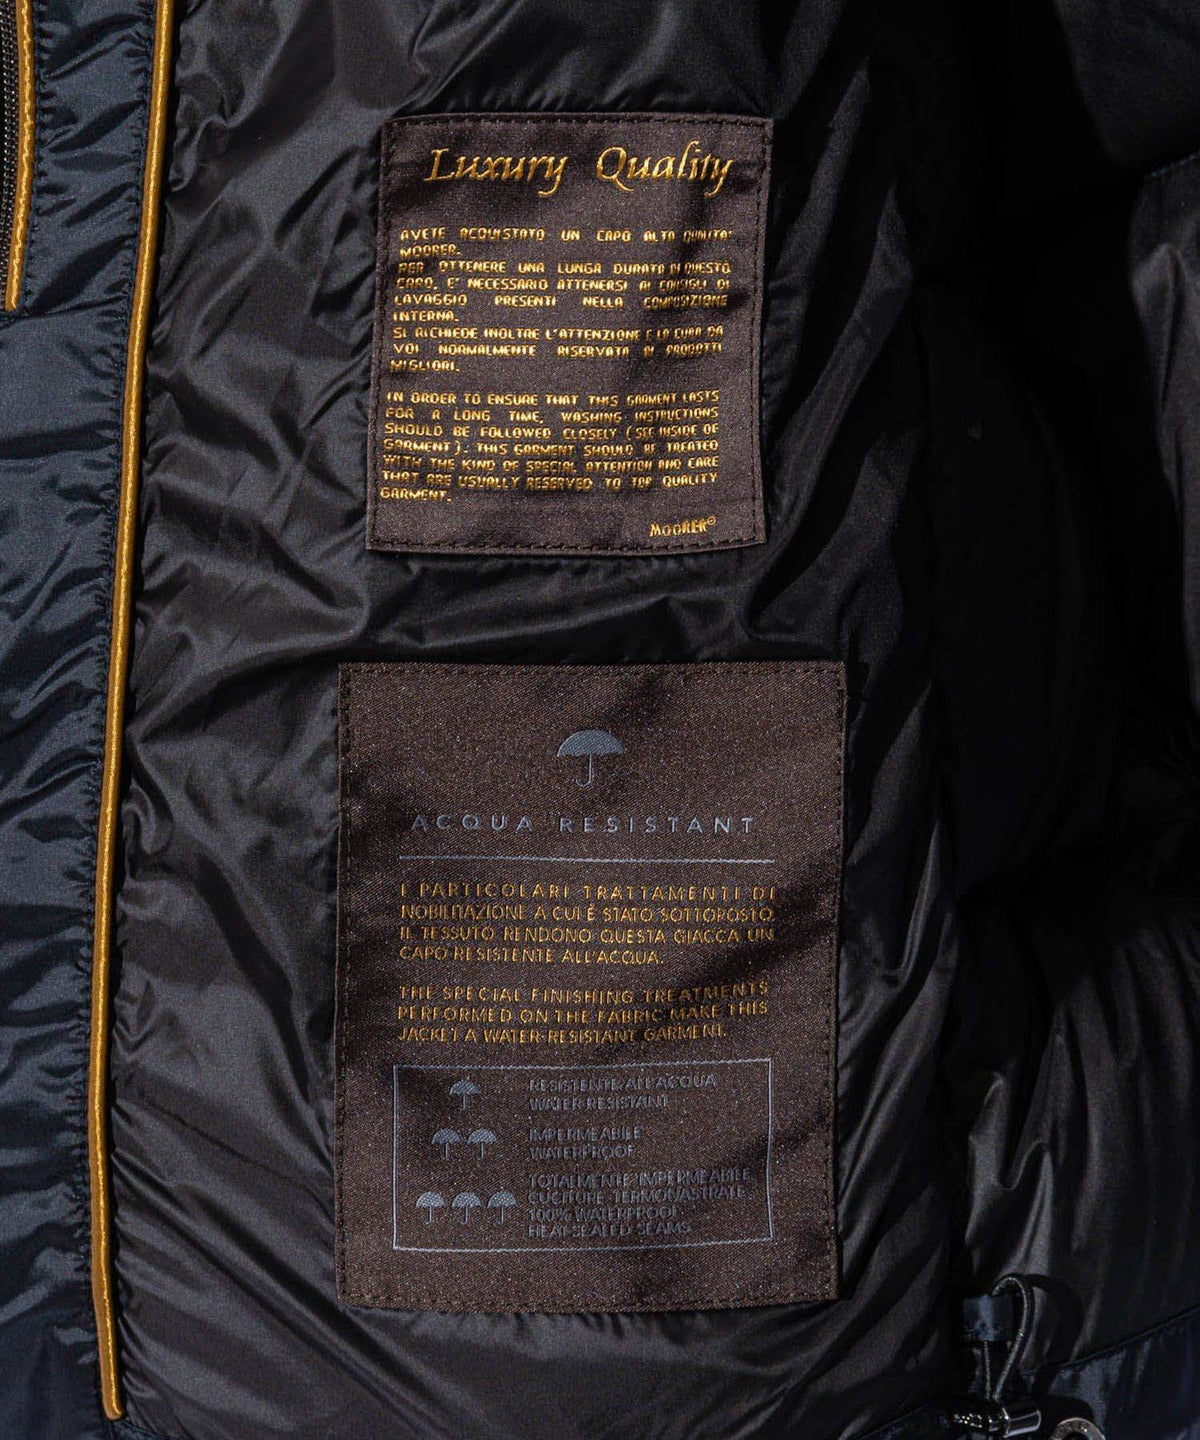 Luxury Quality
AVETE ACQUISTATO UN CAPO ALTA QUALITA'
MOORER.
PER OTTENERE UNA LUNGA DURATA DI QUESTO
CAPO, E' NECESSARIO ATTENERSI AI CONSIGLI DI
LAVAGGIO PRESENTI NELLA COMPOSIZIONE
INTERNA.
SI RICHIEDE INOLTRE L'ATTENZIONE E LA CURA DA
VOI NORMALMENTE RISERVATA AI PRODOTTI
MIGLIORI.
IN ORDER TO ENSURE THAT THIS GARMENT LASTS
FOR A LONG TIME, WASHING INSTRUCTIONS
SHOULD BE FOLLOWED CLOSELY (SEE INSIDE OF
GARMENT). THIS GARMENT SHOULD BE TREATED
WITH THE KIND OF SPECIAL ATTENTION AND CARE
THAT ARE USUALLY RESERVED TO TOP QUALITY
GARMENT.
MOORER®
ACQUA RESISTANT
I PARTICOLARI TRATTAMENTI DI
NOBILITAZIONE A CUI È STATO SOTTOPOSTO
IL TESSUTO RENDONO QUESTA GIACCA UN
CAPO RESISTENTE ALL'ACQUA.
THE SPECIAL FINISHING TREATMENTS
PERFORMED ON THE FABRIC MAKE THIS
JACKET A WATER-RESISTANT GARMENT.
RESISTENTE ALL'ACQUA
WATER-RESISTANT
IMPERMEABILE
WATERPROOF
TOTALMENTE IMPERMEABILE
CUCITURE TERMONASTRATE
100% WATERPROOF
HEAT-SEALED SEAMS